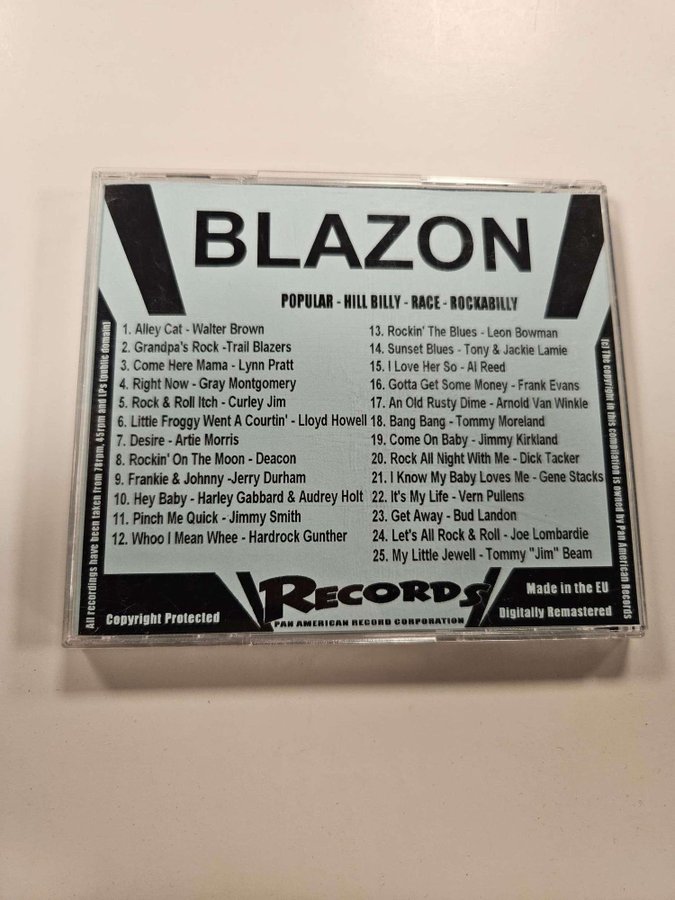 BLAZON
POPULAR - HILL BILLY - RACE - ROCKABILLY
1. Alley Cat - Walter Brown
2. Grandpa's Rock -Trail Blazers
3. Come Here Mama - Lynn Pratt
4. Right Now - Gray Montgomery
5. Rock & Roll Itch - Curley Jim
6. Little Froggy Went A Courtin' - Lloyd Howell
7. Desire - Artie Morris
8. Rockin' On The Moon - Deacon
9. Frankie & Johnny -Jerry Durham
10. Hey Baby - Harley Gabbard & Audrey Holt
11. Pinch Me Quick - Jimmy Smith
12. Whoo I Mean Whee - Hardrock Gunther
13. Rockin' The Blues - Leon Bowman
14. Sunset Blues - Tony & Jackie Lamie
15. I Love Her So - Al Reed
16. Gotta Get Some Money - Frank Evans
17. An Old Rusty Dime - Arnold Van Winkle
18. Bang Bang - Tommy Moreland
19. Come On Baby - Jimmy Kirkland
20. Rock All Night With Me - Dick Tacker
21. I Know My Baby Loves Me - Gene Stacks
22. It's My Life - Vern Pullens
23. Get Away - Bud Landon
24. Let's All Rock & Roll - Joe Lombardie
25. My Little Jewell - Tommy "Jim" Beam
All recordings have been taken from 78rpm, 45rpm and LPs (public domain)
(c) The copyright in this compilation is owned by Pan American Records
Copyright Protected
RECORDS
PAN AMERICAN RECORD CORPORATION
Made in the EU
Digitally Remastered